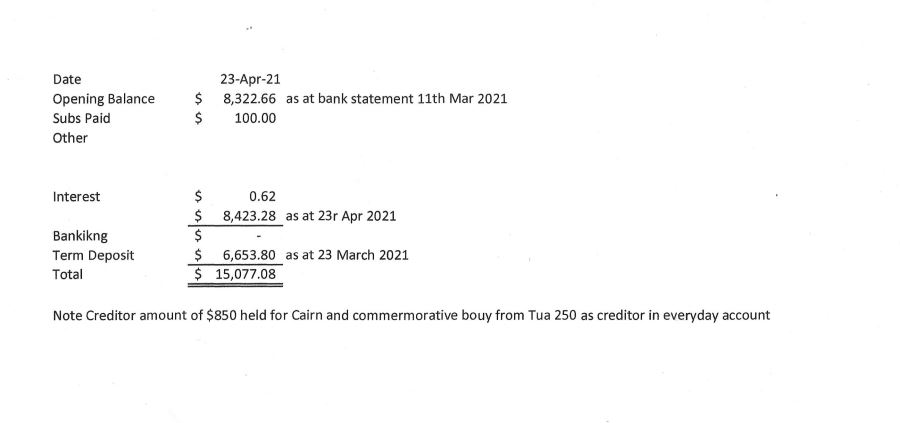 Date 23-Apr-21
Opening Balance $ 8,322.66 as at bank statement 11th Mar 2021
Subs Paid $ 100.00
Other
Interest $ 0.62
$ 8,423.28 as at 23r Apr 2021
Bankikng $ -
Term Deposit $ 6,653.80 as at 23 March 2021
Total $ 15,077.08
Note Creditor amount of $850 held for Cairn and commermorative bouy from Tua 250 as creditor in everyday account